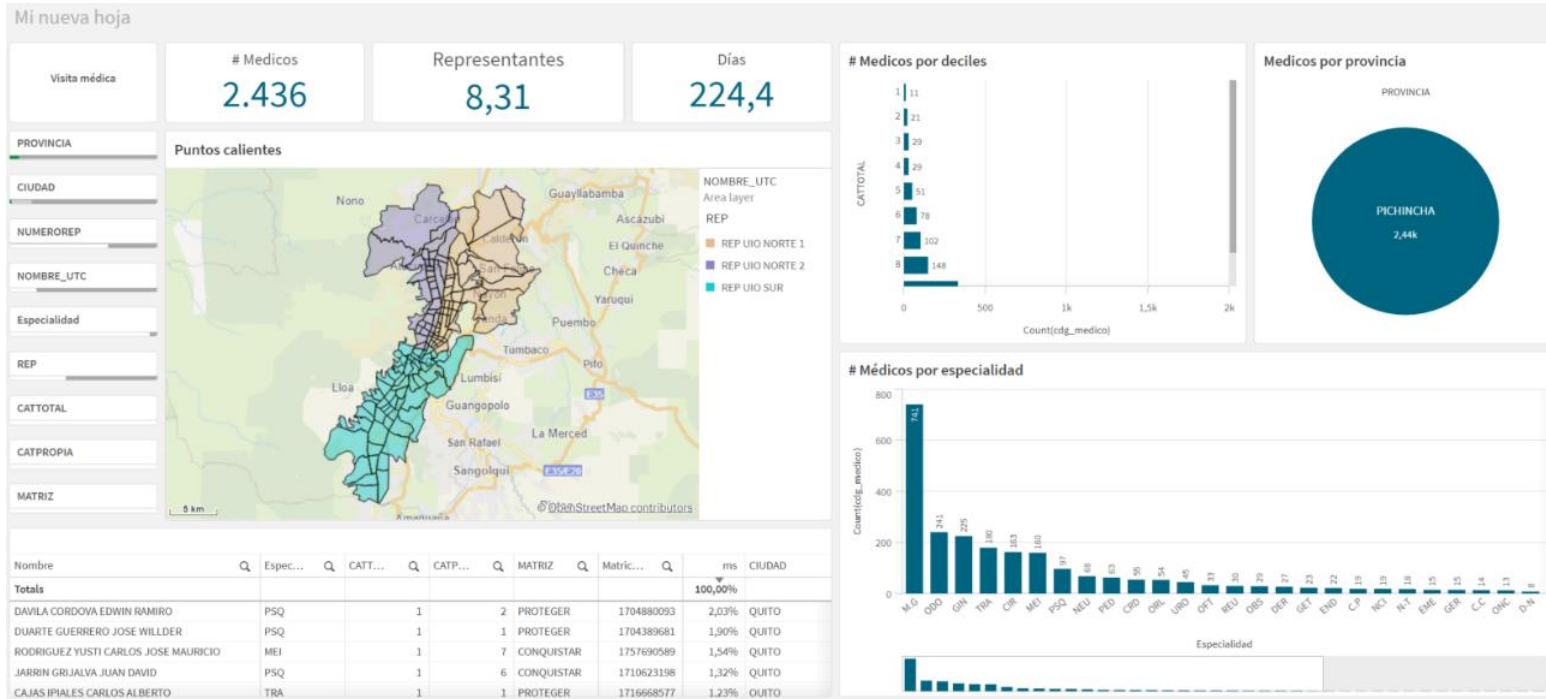 Mi nueva hoja
Visita médica
# Medicos
2.436
Representantes
8,31
Días
224,4
PROVINCIA
CIUDAD
NUMEROREP
NOMBRE_UTC
Especialidad
REP
CATTOTAL
CATPROPIA
MATRIZ
Puntos calientes
Nono
Guayllabamba
Ascázubi
El Quinche
Checa
Yaruqui
Puembo
Tumbaco
Pifo
Lumbisí
Lloa
E35
Guangopolo
La Merced
San Rafael
Sangolqui
E35/E20
5 km
© OpenStreetMap contributors
NOMBRE_UTC
Area layer
REP
REP UIO NORTE 1
REP UIO NORTE 2
REP UIO SUR
Nombre Espec... CATT... CATP... MATRIZ Matric... ms CIUDAD
Totals 100,00%
DAVILA CORDOVA EDWIN RAMIRO PSQ 1 2 PROTEGER 1704880093 2,03% QUITO
DUARTE GUERRERO JOSE WILLDER PSQ 1 1 PROTEGER 1704389681 1,90% QUITO
RODRIGUEZ YUSTI CARLOS JOSE MAURICIO MEI 1 7 CONQUISTAR 1757690589 1,54% QUITO
JARRIN GRIJALVA JUAN DAVID PSQ 1 6 CONQUISTAR 1710623198 1,32% QUITO
CAJAS IPIALES CARLOS ALBERTO TRA 1 1 PROTEGER 1716668577 1,23% QUITO
# Medicos por deciles
CATTOTAL
1 11
2 21
3 29
4 29
5 51
6 78
7 102
8 148
0 500 1k 1,5k 2k
Count(cdg_medico)
Medicos por provincia
PROVINCIA
PICHINCHA
2,44k
# Médicos por especialidad
Count(cdg_medico)
800
600
400
200
0
741 241 225 180 163 160 97 68 63 55 54 45 33 30 29 27 23 22 19 19 18 15 15 14 13 8
M.G ODO GIN TRA CIR MEI PSQ NEU PED CRD ORL URO OFT REU OBS DER GET END C.P NCI N-T EME GER C.C ONC D-N
Especialidad